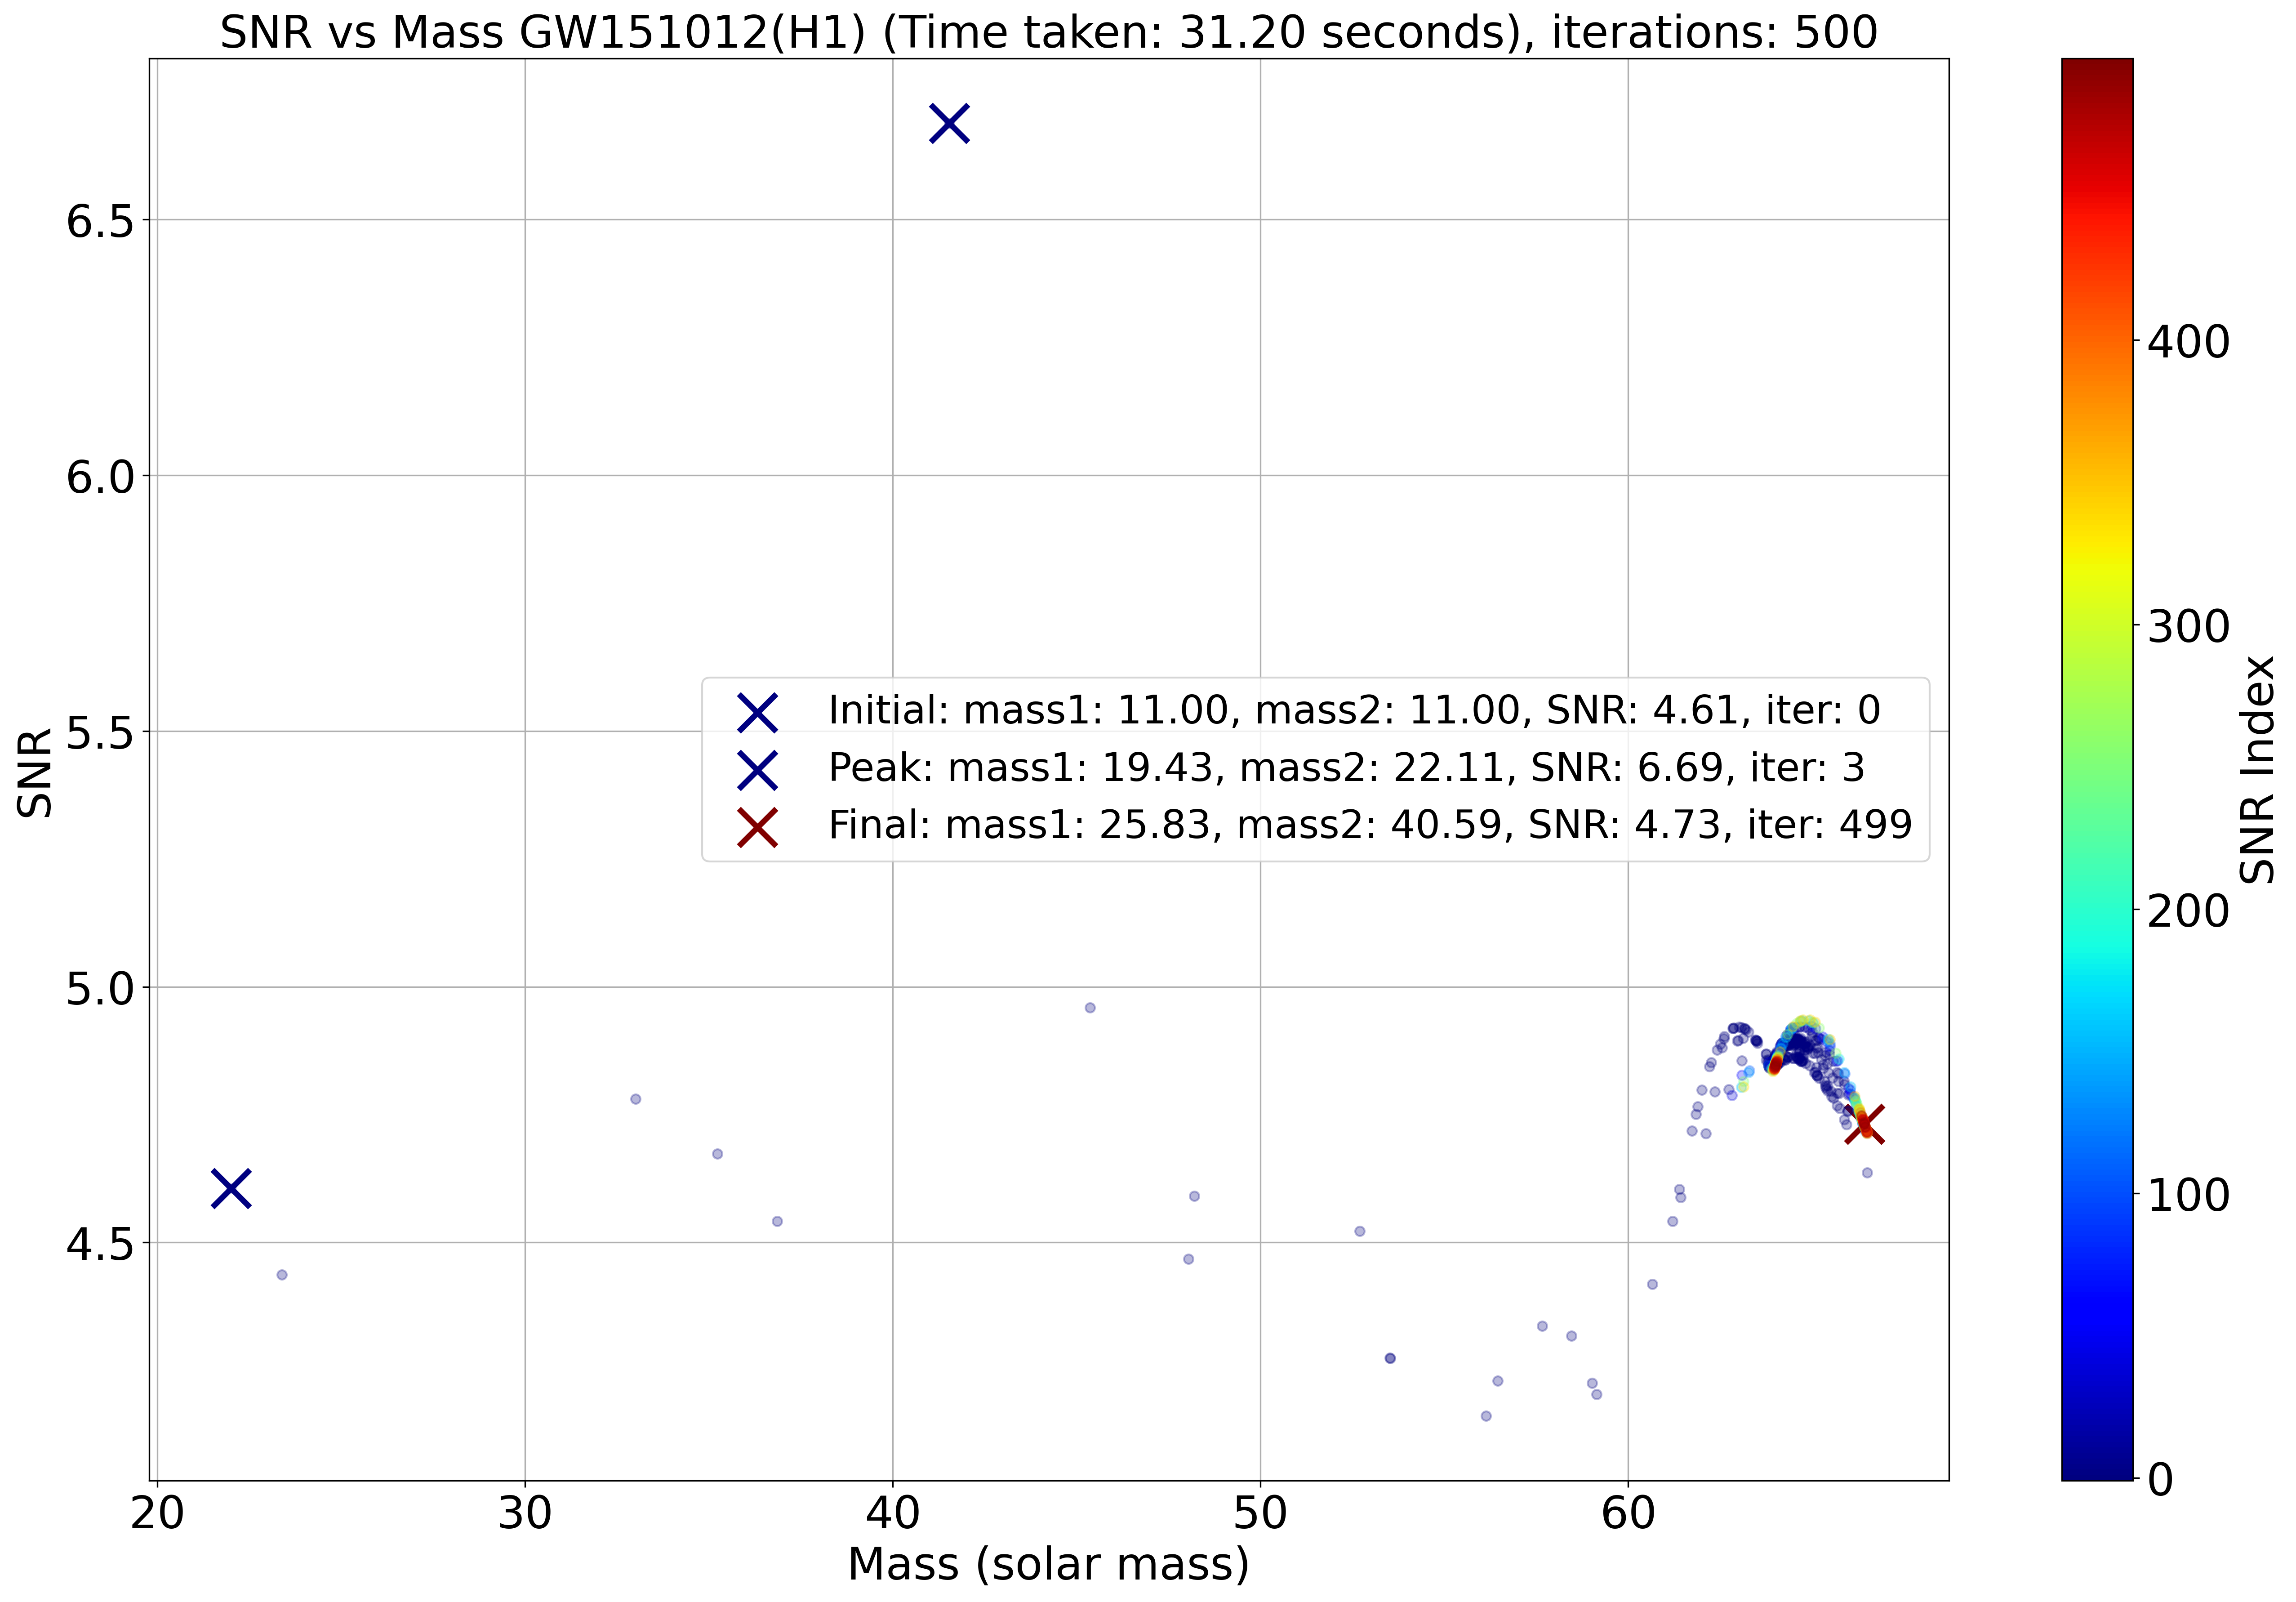 SNR vs Mass GW151012(H1) (Time taken: 31.20 seconds), iterations: 500
6.5
6.0
5.5
5.0
4.5
SNR
Initial: mass1: 11.00, mass2: 11.00, SNR: 4.61, iter: 0
Peak: mass1: 19.43, mass2: 22.11, SNR: 6.69, iter: 3
Final: mass1: 25.83, mass2: 40.59, SNR: 4.73, iter: 499
20 30 40 50 60
Mass (solar mass)
400
300
200
100
0
SNR Index